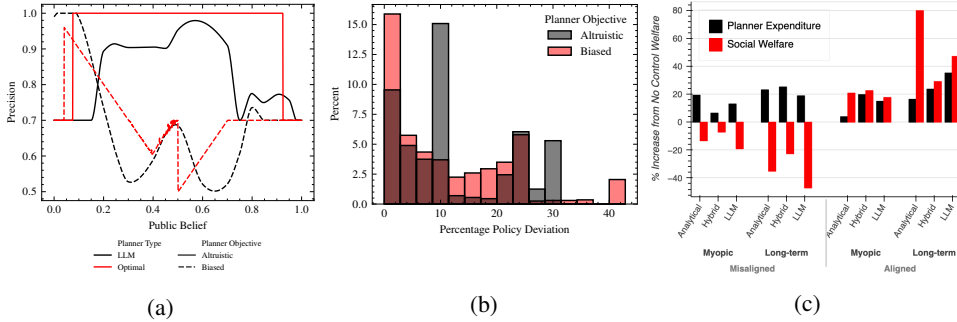 1.0
0.9
0.8
0.7
0.6
0.5
Precision
0.0 0.2 0.4 0.6 0.8 1.0
Public Belief
Planner Type
LLM
Optimal
Planner Objective
Altruistic
Biased
(a)
15.0
12.5
10.0
7.5
5.0
2.5
0.0
Percent
Planner Objective
Altruistic
Biased
0 10 20 30 40
Percentage Policy Deviation
(b)
80
60
40
20
0
−20
−40
% Increase from No Control Welfare
Planner Expenditure
Social Welfare
Analytical Hybrid LLM Analytical Hybrid LLM Analytical Hybrid LLM Analytical Hybrid LLM
Myopic Long-term Myopic Long-term
Misaligned Aligned
(c)